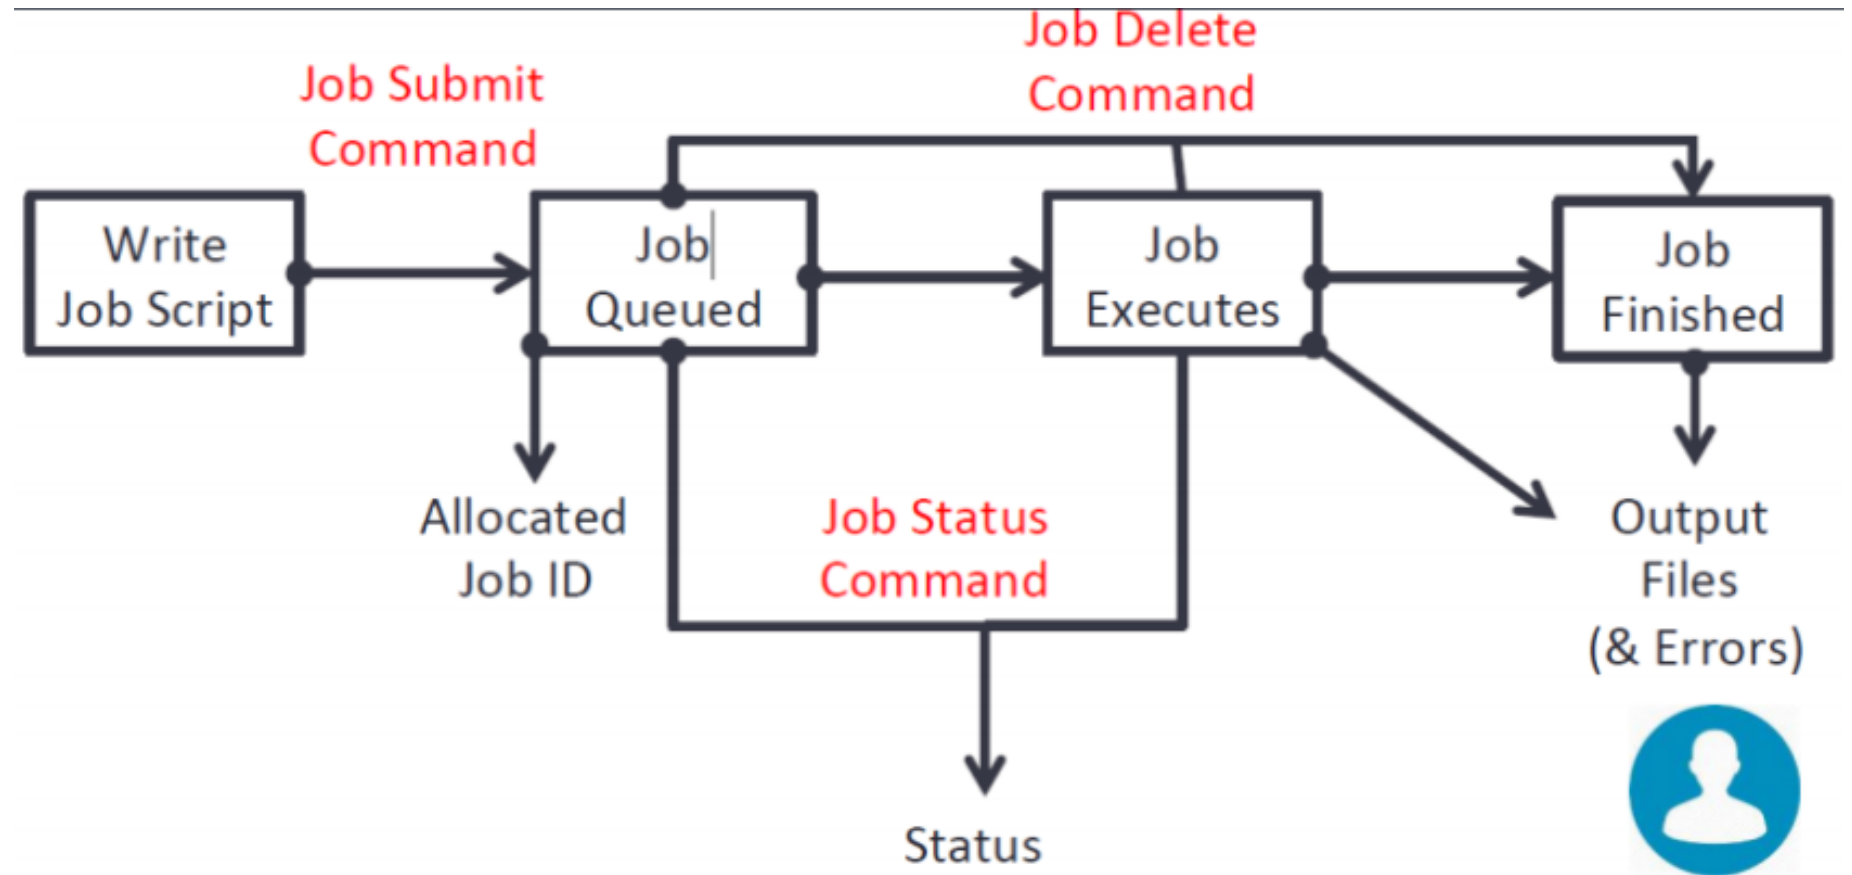 Job Delete
Command
Job Submit
Command
Write
Job Script
Job
Queued
Job
Executes
Job
Finished
Allocated
Job ID
Job Status
Command
Output
Files
(& Errors)
Status